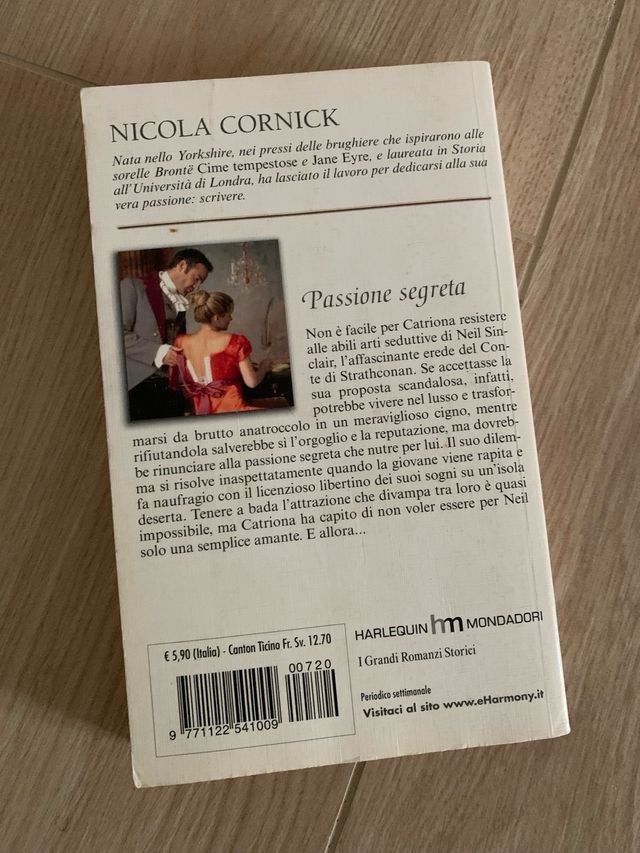 NICOLA CORNICK
Nata nello Yorkshire, nei pressi delle brughiere che ispirarono alle
sorelle Brontë Cime tempestose e Jane Eyre, e laureata in Storia
all'Università di Londra, ha lasciato il lavoro per dedicarsi alla sua
vera passione: scrivere.
Passione segreta
Non è facile per Catriona resistere
alle abili arti seduttive di Neil Sin-
clair, l'affascinante erede del Con-
te di Strathconan. Se accettasse la
sua proposta scandalosa, infatti,
potrebbe vivere nel lusso e trasfor-
marsi da brutto anatroccolo in un meraviglioso cigno, mentre
rifiutandola salverebbe sì l'orgoglio e la reputazione, ma dovreb-
be rinunciare alla passione segreta che nutre per lui. Il suo dilem-
ma si risolve inaspettatamente quando la giovane viene rapita e
fa naufragio con il licenzioso libertino dei suoi sogni su un'isola
deserta. Tenere a bada l'attrazione che divampa tra loro è quasi
impossibile, ma Catriona ha capito di non voler essere per Neil
solo una semplice amante. E allora...
€ 5,90 (Italia) - Canton Ticino Fr. Sv. 12.70
00720
9 771122 541009
HARLEQUIN hm MONDADORI
I Grandi Romanzi Storici
Periodico settimanale
Visitaci al sito www.eHarmony.it